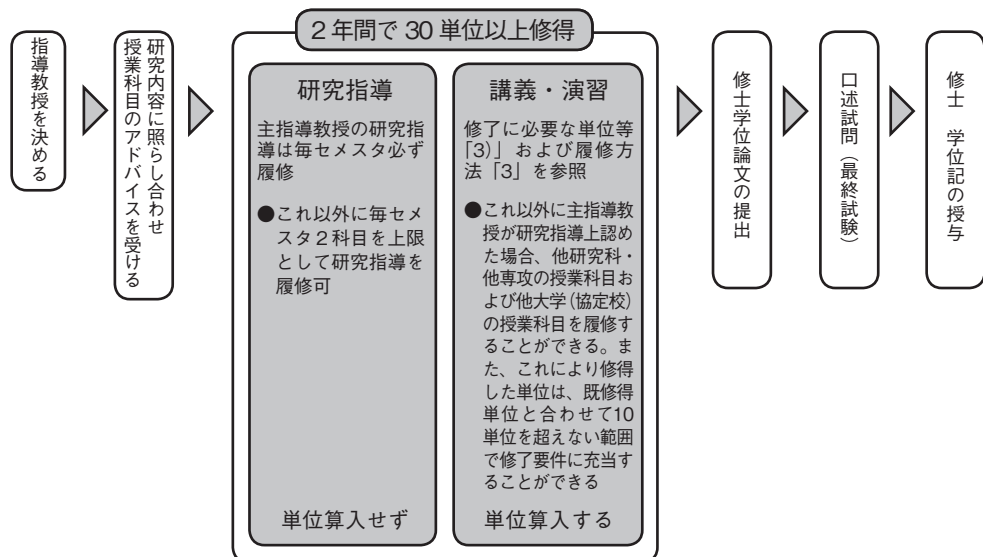 指導教授を決める
研究内容に照らし合わせ
授業科目のアドバイスを受ける
2年間で30単位以上修得
研究指導
主指導教授の研究指
導は毎セメスタ必ず
履修
●これ以外に毎セメ
スタ2科目を上限
として研究指導を
履修可
単位算入せず
講義・演習
修了に必要な単位等
「3)」および履修方
法「3」を参照
●これ以外に主指導教
授が研究指導上認め
た場合、他研究科・
他専攻の授業科目お
よび他大学(協定校)
の授業科目を履修す
ることができる。ま
た、これにより修得
した単位は、既修得
単位と合わせて10
単位を超えない範囲
で修了要件に充当す
ることができる
単位算入する
修士学位論文の提出
口述試問(最終試験)
修士 学位記の授与